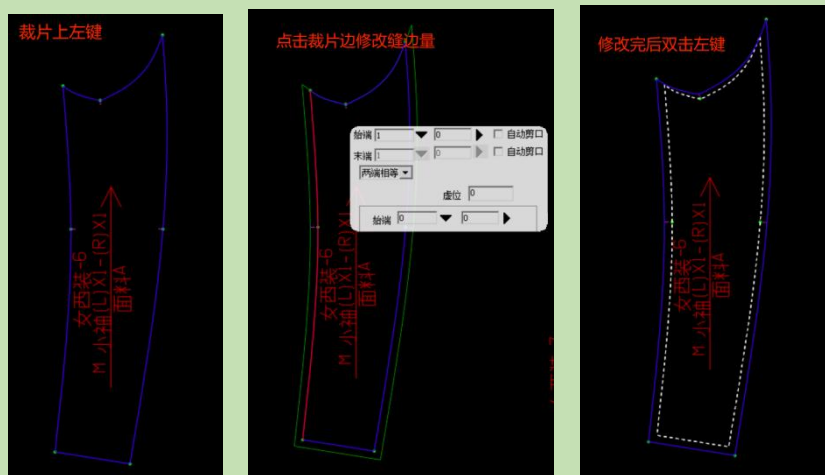 裁片上左键
女西装-6
M 小袖(L)X1-(R)X1
面料A
点击裁片边修改缝边量
始端 1 0 自动剪口
末端 1 0 自动剪口
两端相等
虚位 0
始端 0 0
女西装-6
M 小袖(L)X1-(R)X1
面料A
修改完后双击左键
女西装-6
M 小袖(L)X1-(R)X1
面料A